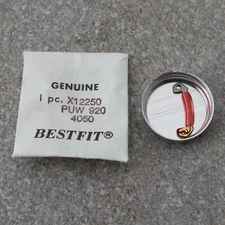 GENUINE
1 pc. X12250
PUW 920
4060
BESTFIT®